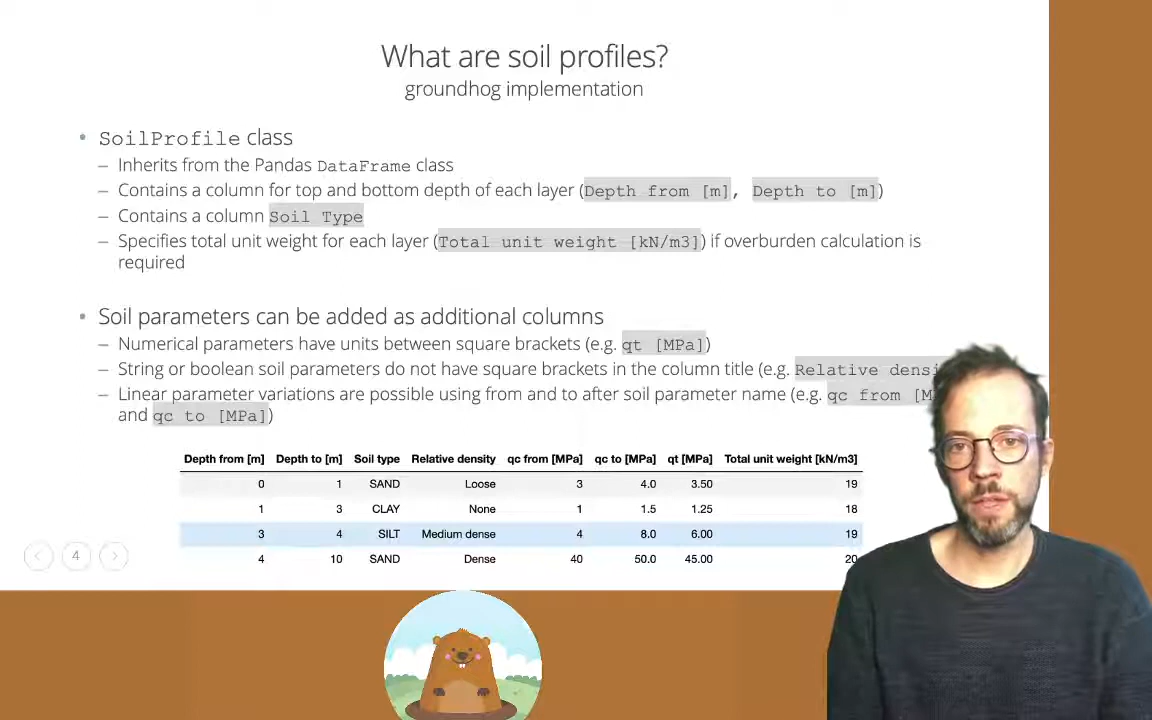 What are soil profiles?
groundhog implementation
• SoilProfile class
– Inherits from the Pandas DataFrame class
– Contains a column for top and bottom depth of each layer (Depth from [m], Depth to [m])
– Contains a column Soil Type
– Specifies total unit weight for each layer (Total unit weight [kN/m3]) if overburden calculation is
required
• Soil parameters can be added as additional columns
– Numerical parameters have units between square brackets (e.g. qt [MPa])
– String or boolean soil parameters do not have square brackets in the column title (e.g. Relative
– Linear parameter variations are possible using from and to after soil parameter name (e.g. qc from
and qc to [MPa])
Depth from [m] Depth to [m] Soil type Relative density qc from [MPa] qc to [MPa] qt [MPa] Total unit weight [kN/m3]
0 1 SAND Loose 3 4.0 3.50 19
1 3 CLAY None 1 1.5 1.25 18
3 4 SILT Medium dense 4 8.0 6.00 19
4 10 SAND Dense 40 50.0 45.00 20
4